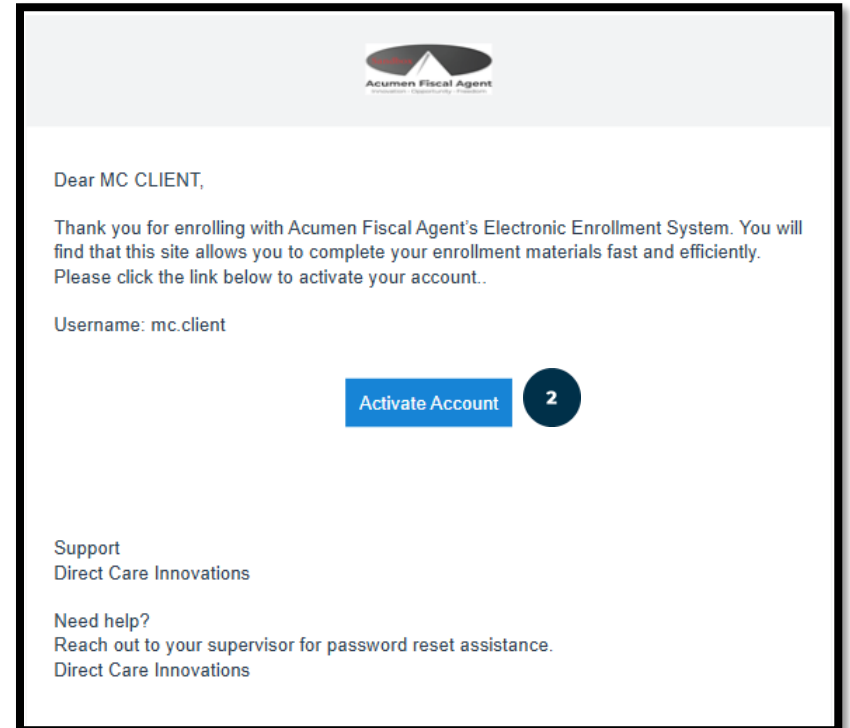 Acumen Fiscal Agent
Innovation - Opportunity - Freedom
Dear MC CLIENT,
Thank you for enrolling with Acumen Fiscal Agent’s Electronic Enrollment System. You will
find that this site allows you to complete your enrollment materials fast and efficiently.
Please click the link below to activate your account..
Username: mc.client
Activate Account
2
Support
Direct Care Innovations
Need help?
Reach out to your supervisor for password reset assistance.
Direct Care Innovations